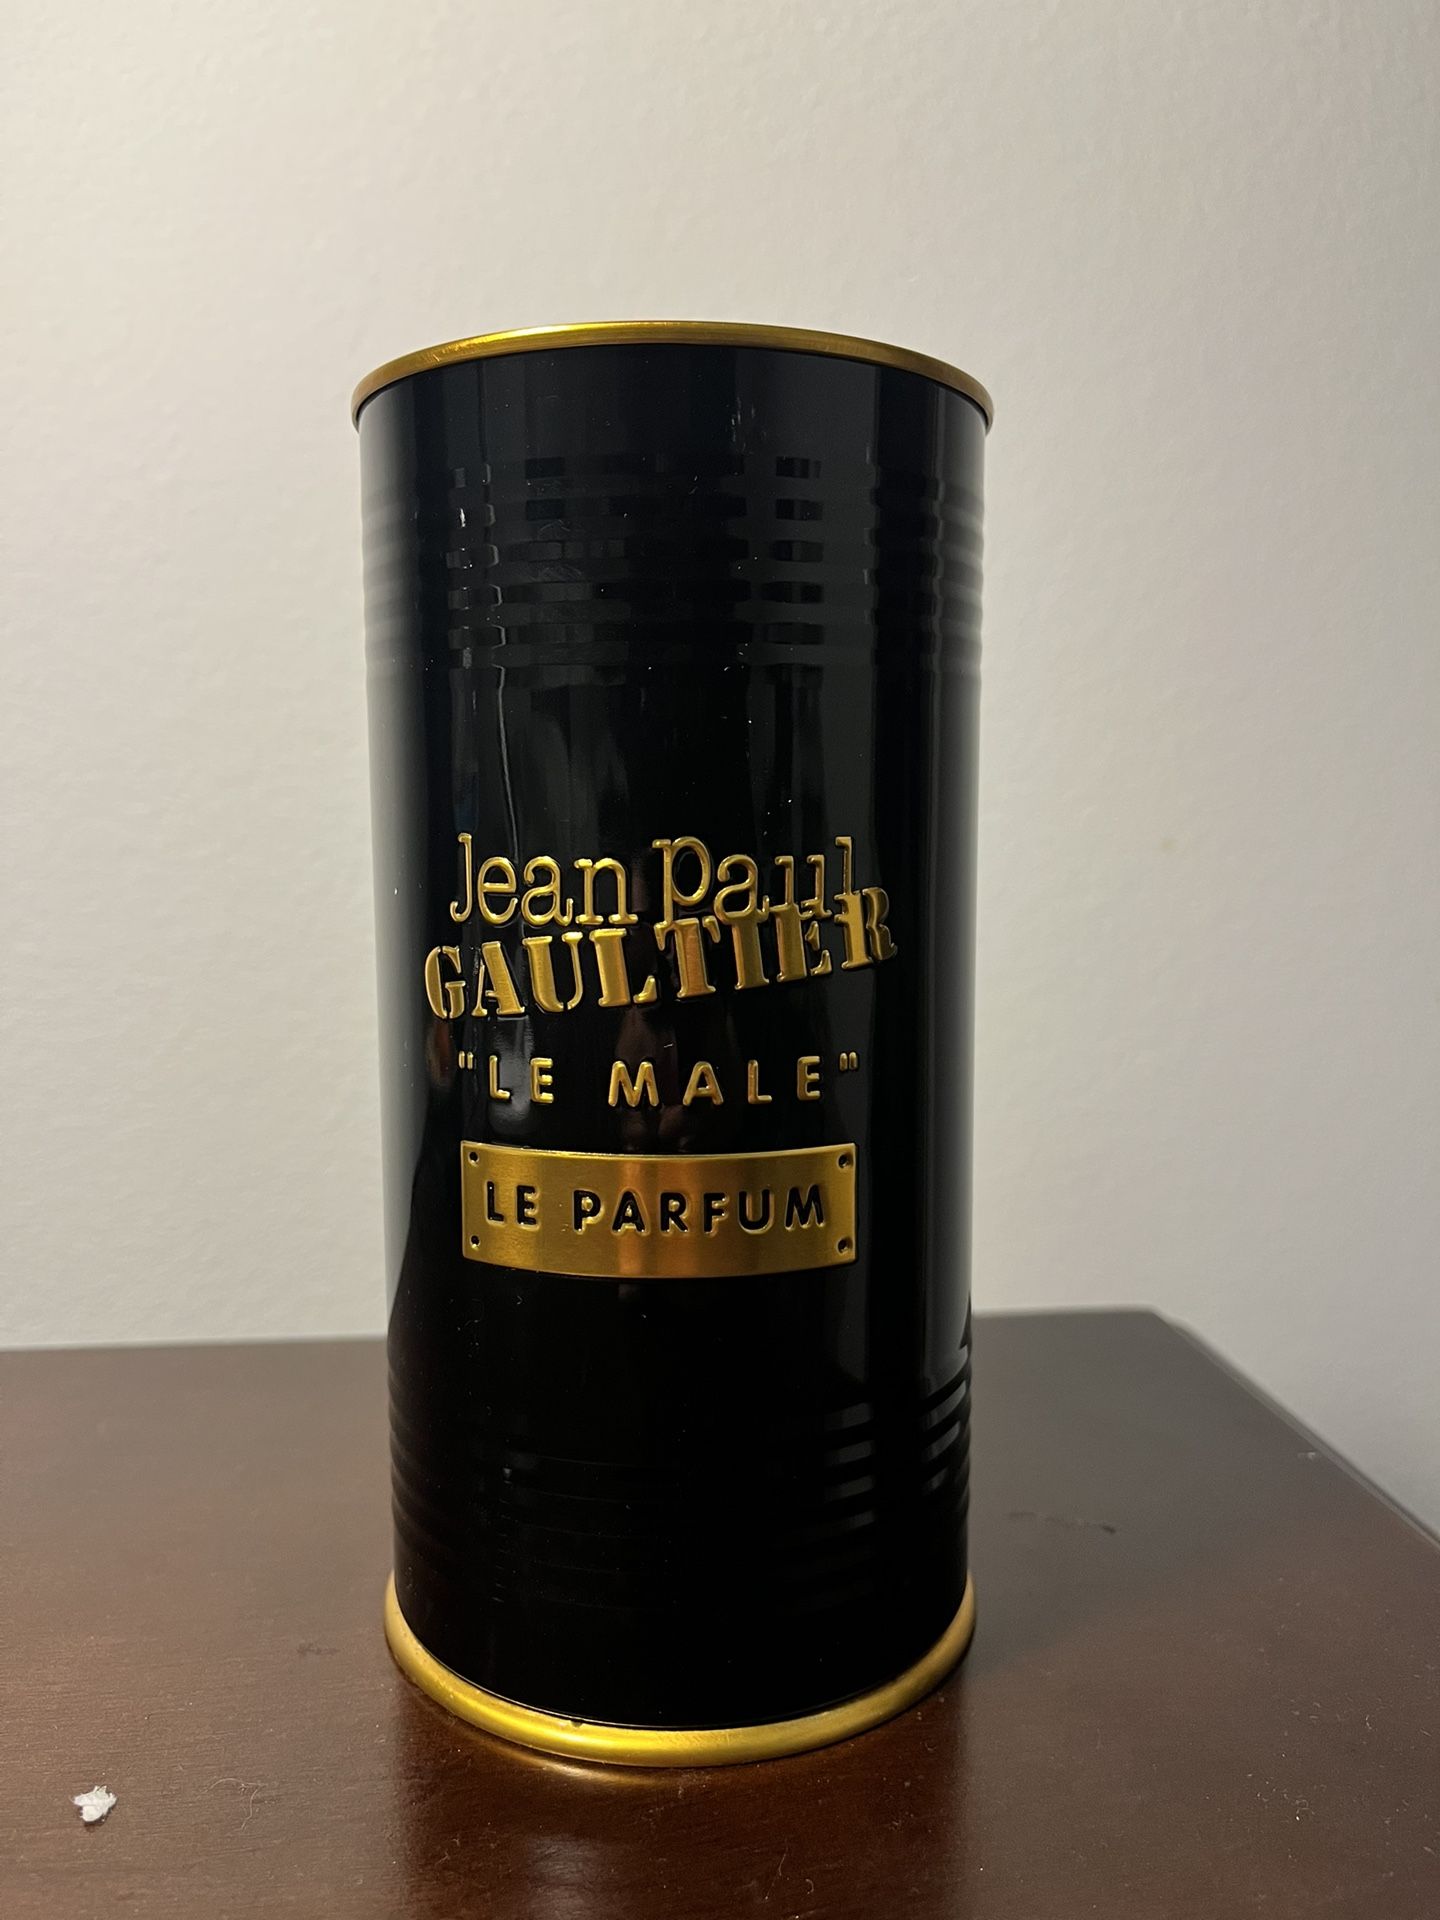 Jean Paul
GAULTIER
"LE MALE"
LE PARFUM